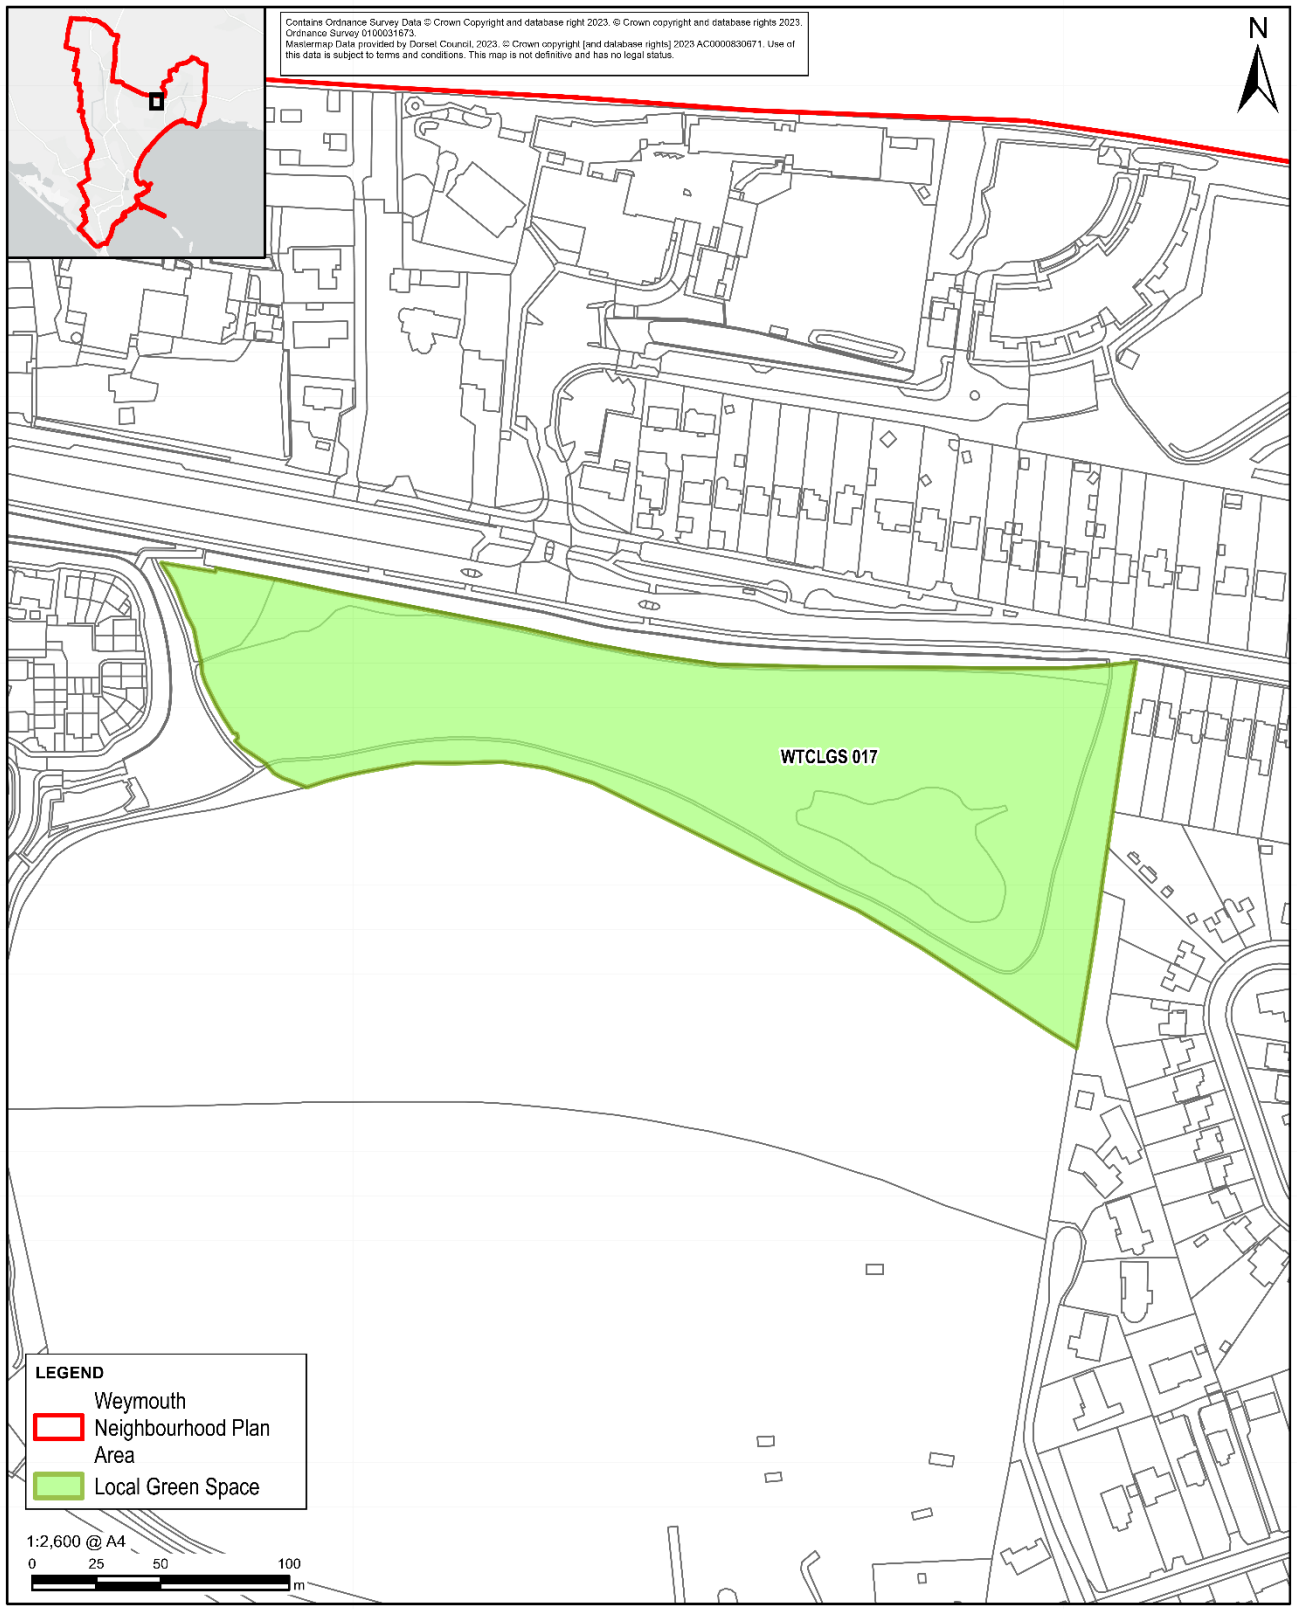 Contains Ordnance Survey Data © Crown Copyright and database right 2023. © Crown copyright and database rights 2023.
Ordnance Survey 0100031673.
Mastermap Data provided by Dorset Council, 2023. © Crown copyright [and database rights] 2023 AC0000830671. Use of
this data is subject to terms and conditions. This map is not definitive and has no legal status.
N
WTCLGS 017
LEGEND
Weymouth
Neighbourhood Plan
Area
Local Green Space
1:2,600 @ A4
0 25 50 100
m